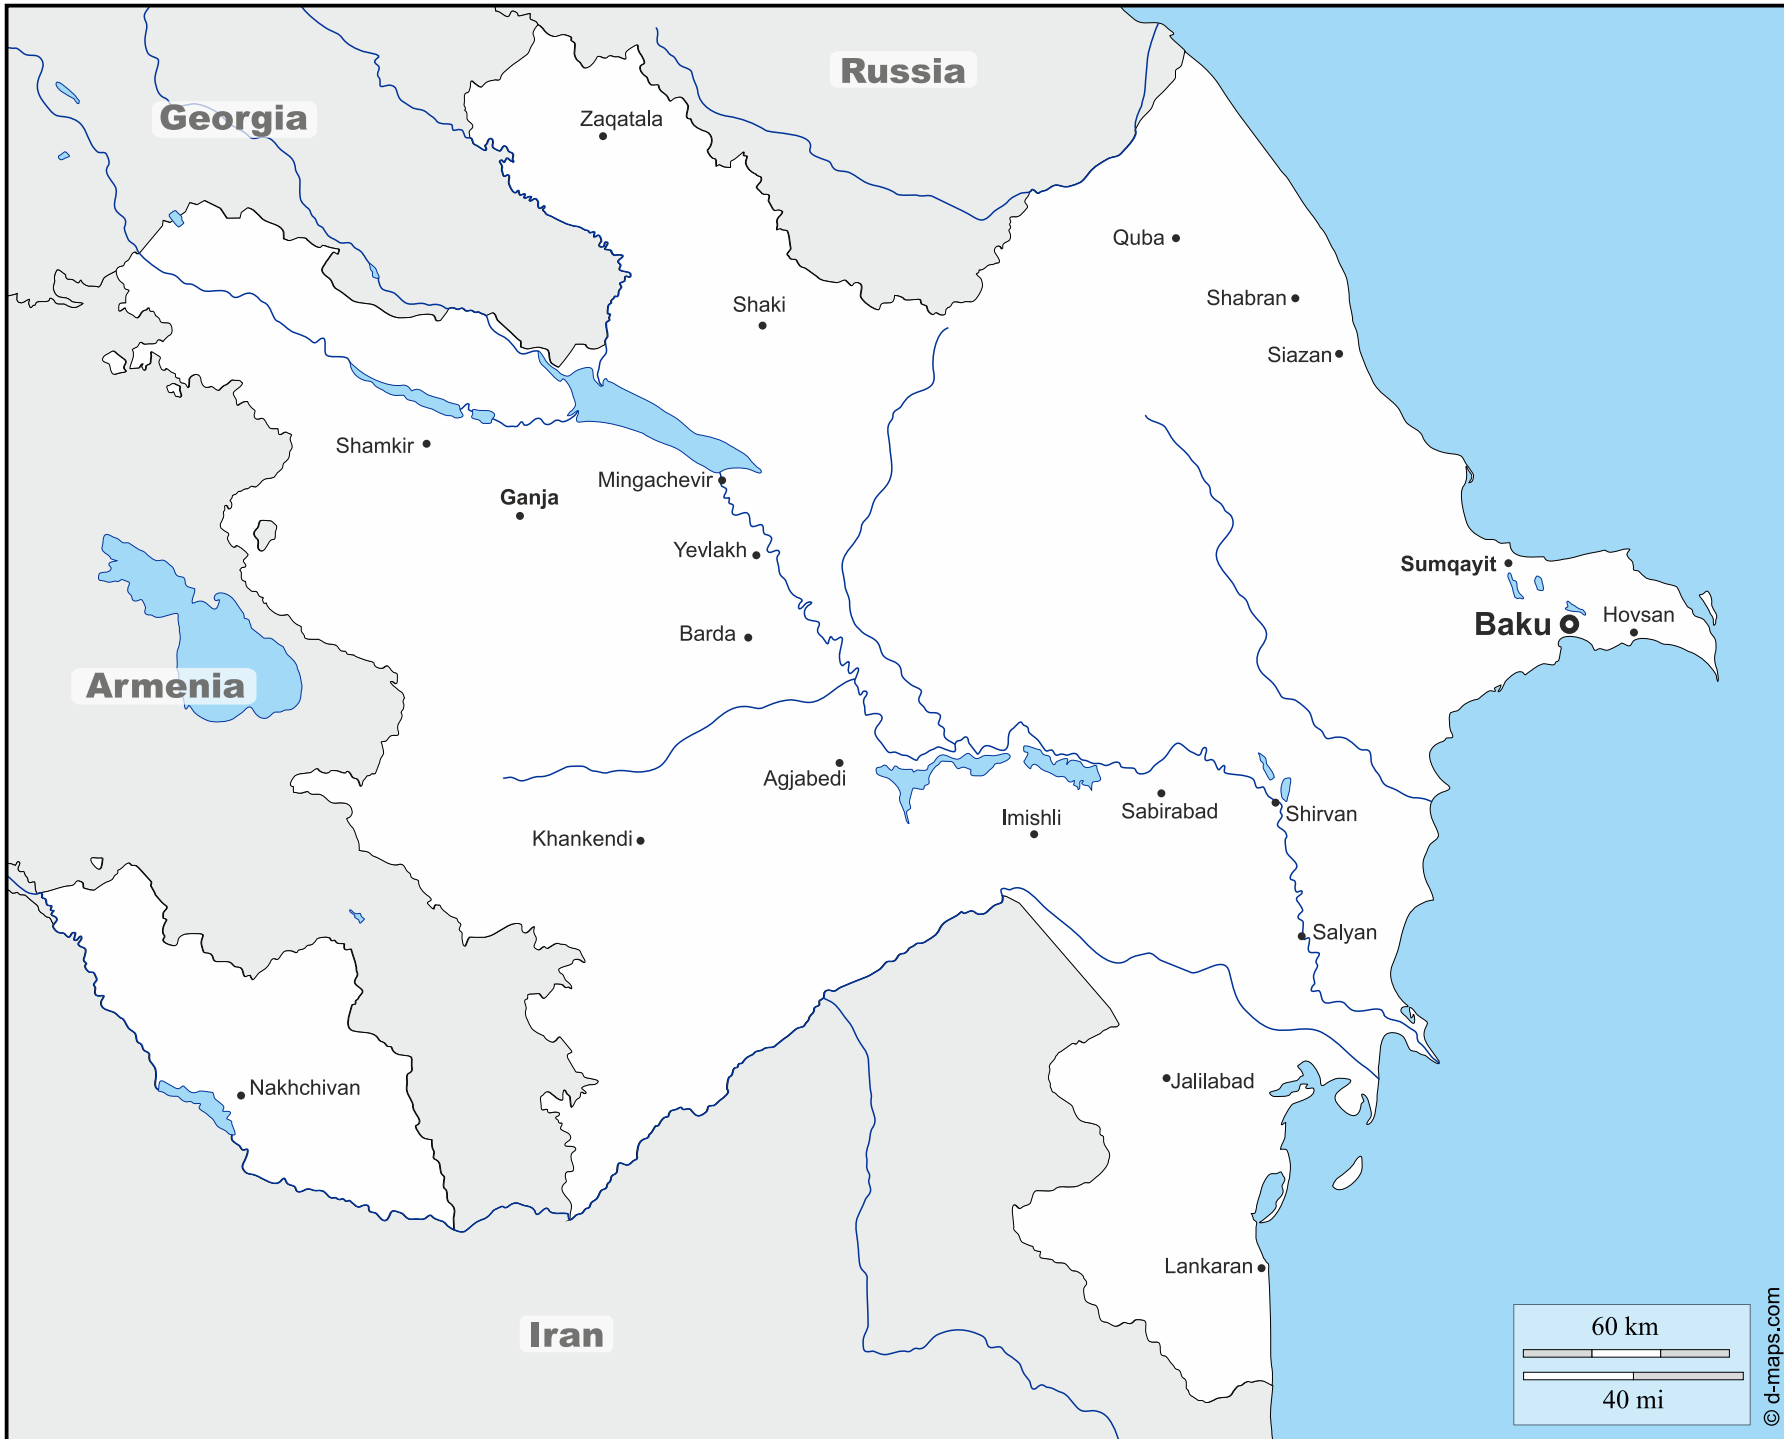 Russia
Georgia
Zaqatala
Quba
Shabran
Shaki
Siazan
Shamkir
Mingachevir
Ganja
Yevlakh
Sumqayit
Hovsan
Baku
Barda
Armenia
Agjabedi
Sabirabad
Shirvan
Imishli
Khankendi
Salyan
Jalilabad
Nakhchivan
Lankaran
Iran
60 km
40 mi
© d-maps.com